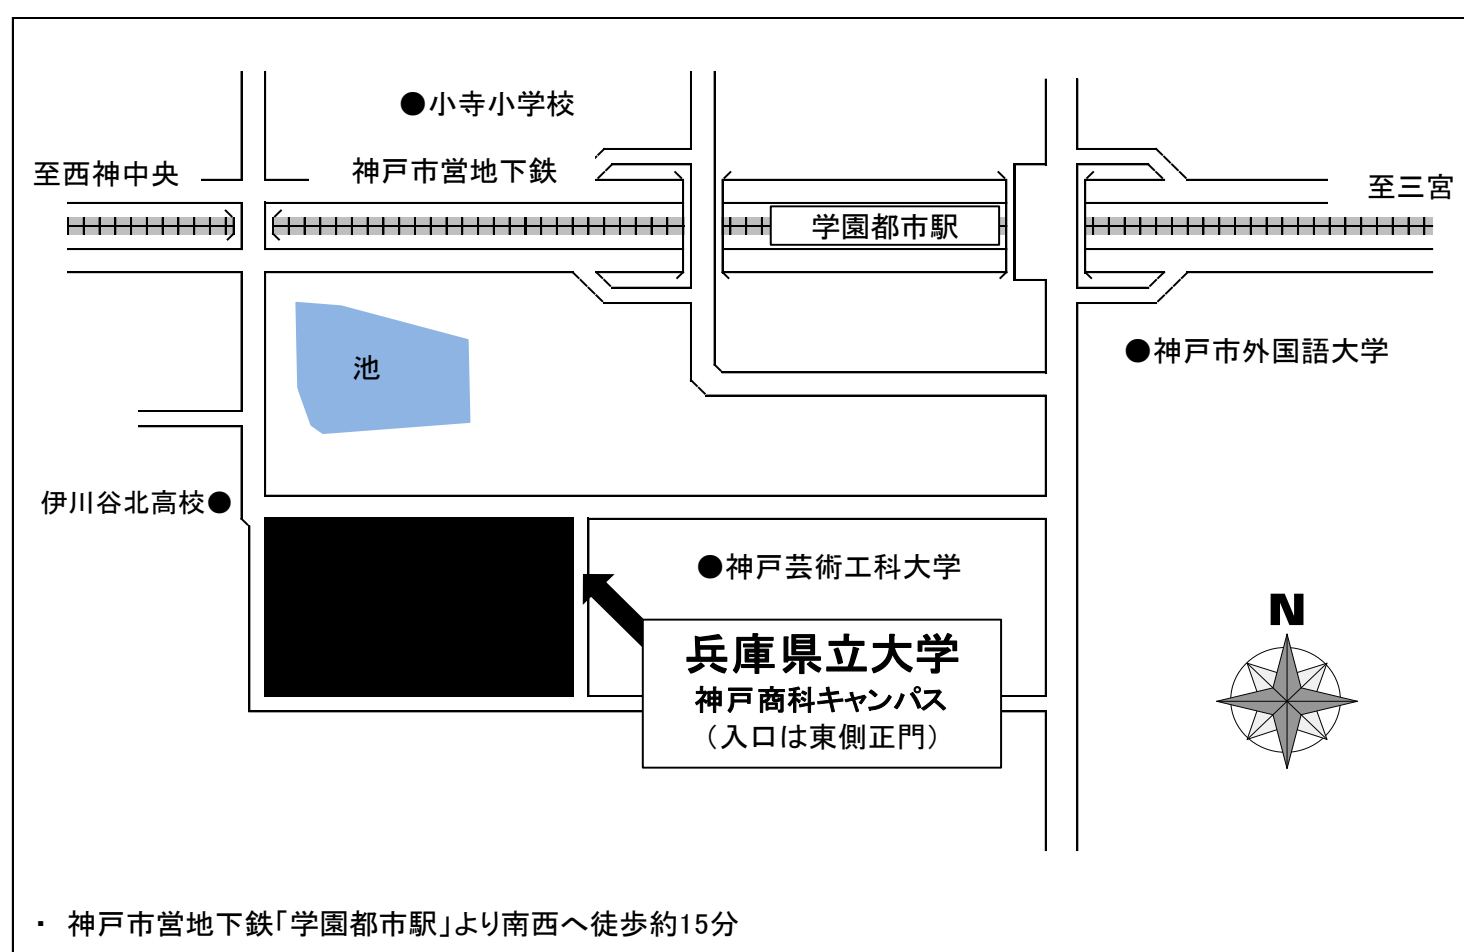 ●小寺小学校
至西神中央
神戸市営地下鉄
至三宮
学園都市駅
池
●神戸市外国語大学
伊川谷北高校●
●神戸芸術工科大学
N
兵庫県立大学
神戸商科キャンパス
（入口は東側正門）
・ 神戸市営地下鉄「学園都市駅」より南西へ徒歩約15分